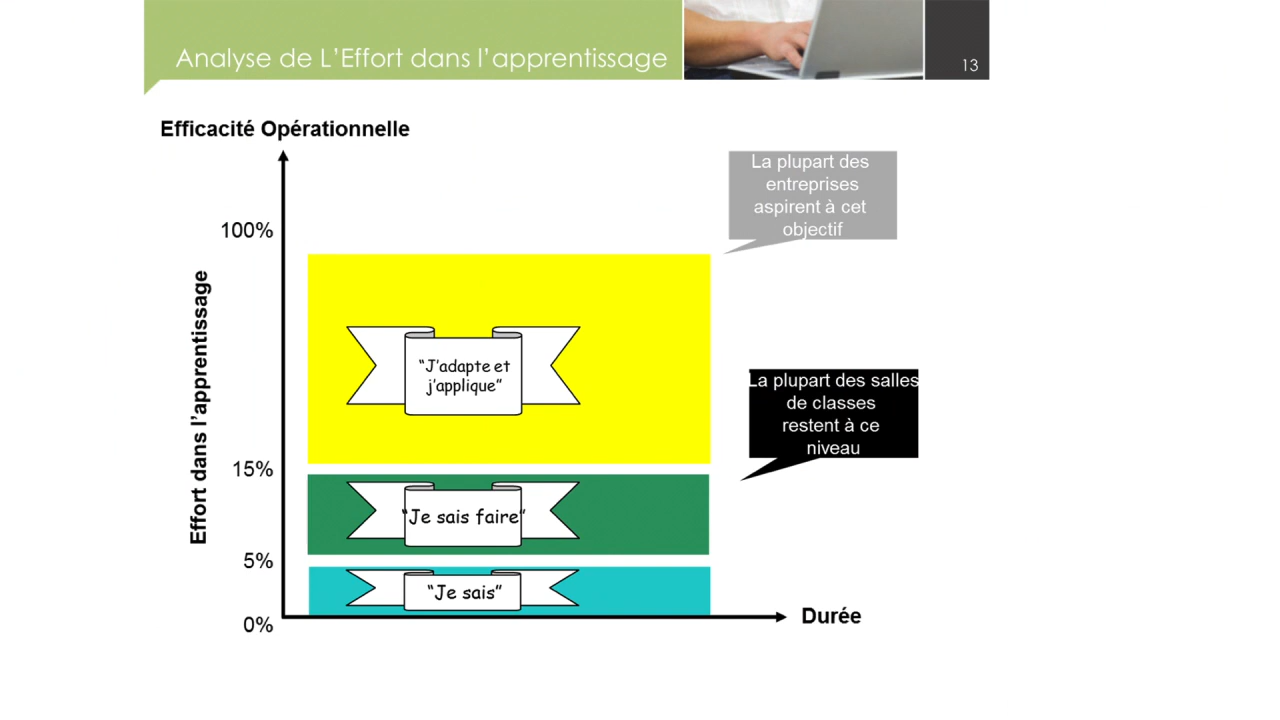 Analyse de L'Effort dans l'apprentissage
13
Efficacité Opérationnelle
La plupart des
entreprises
aspirent à cet
objectif
100%
Effort dans l'apprentissage
“J'adapte et
j'applique”
La plupart des salles
de classes
restent à ce
niveau
15%
“Je sais faire”
5%
“Je sais”
0%
Durée